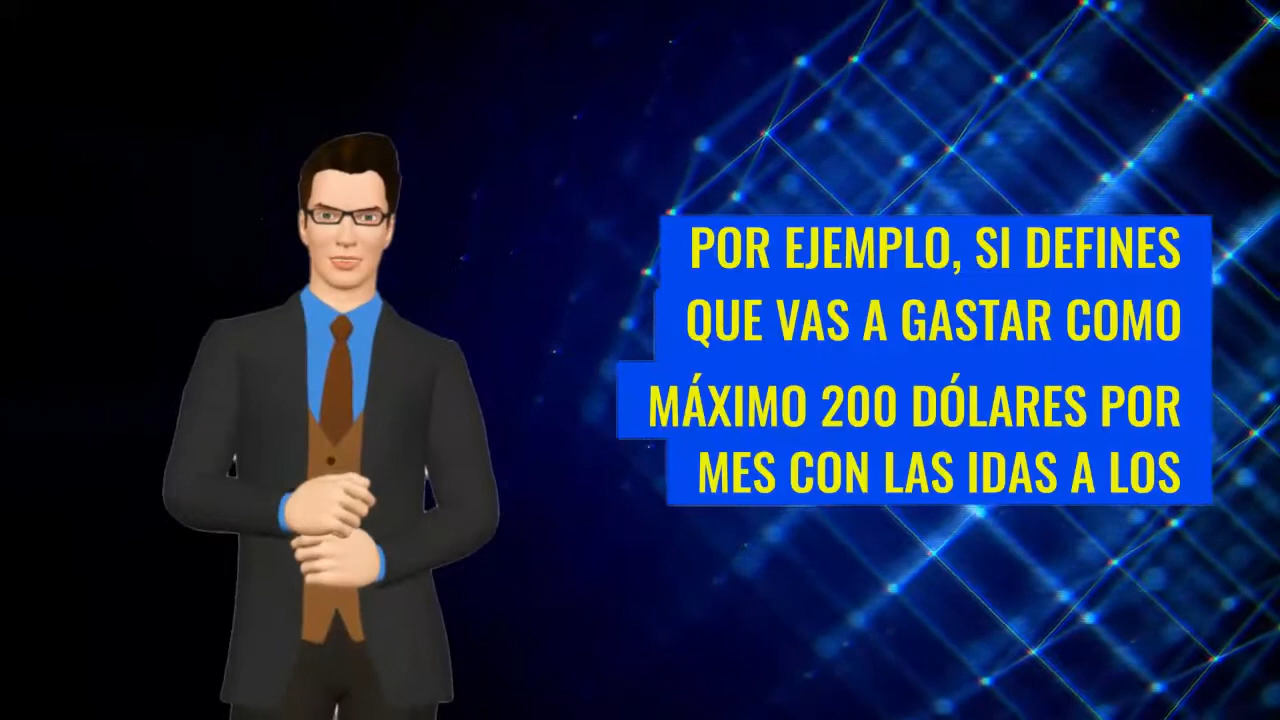 POR EJEMPLO, SI DEFINES
QUE VAS A GASTAR COMO
MÁXIMO 200 DÓLARES POR
MES CON LAS IDAS A LOS